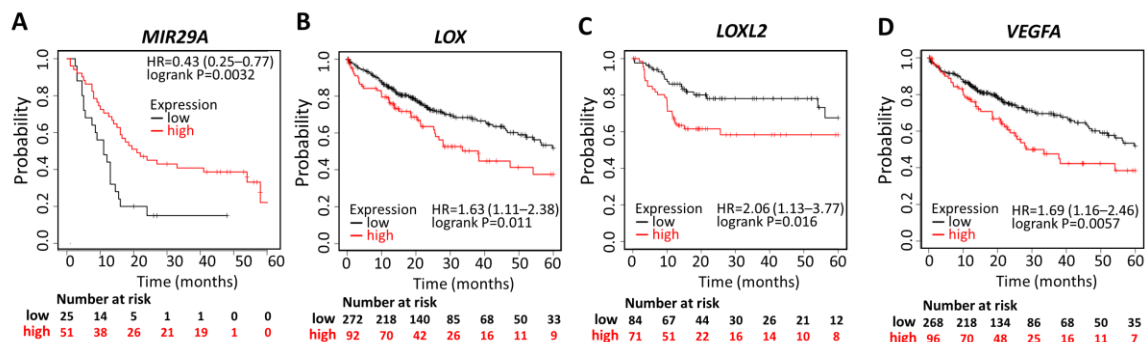 A
MIR29A
HR=0.43 (0.25–0.77)
logrank P=0.0032
Expression
low
high
Probability
0.0 0.2 0.4 0.6 0.8 1.0
0 10 20 30 40 50 60
Time (months)
Number at risk
low 25 14 5 1 1 0 0
high 51 38 26 21 19 1 0
B
LOX
Expression HR=1.63 (1.11–2.38)
low logrank P=0.011
high
Probability
0.0 0.2 0.4 0.6 0.8 1.0
0 10 20 30 40 50 60
Time (months)
Number at risk
low 272 218 140 85 68 50 33
high 92 70 42 26 16 11 9
C
LOXL2
Expression HR=2.06 (1.13–3.77)
low logrank P=0.016
high
Probability
0.0 0.2 0.4 0.6 0.8 1.0
0 10 20 30 40 50 60
Time (months)
Number at risk
low 84 67 44 30 26 21 12
high 71 51 22 16 14 10 8
D
VEGFA
Expression HR=1.69 (1.16–2.46)
low logrank P=0.0057
high
Probability
0.0 0.2 0.4 0.6 0.8 1.0
0 10 20 30 40 50 60
Time (months)
Number at risk
low 268 218 134 86 68 50 35
high 96 70 48 25 16 11 7